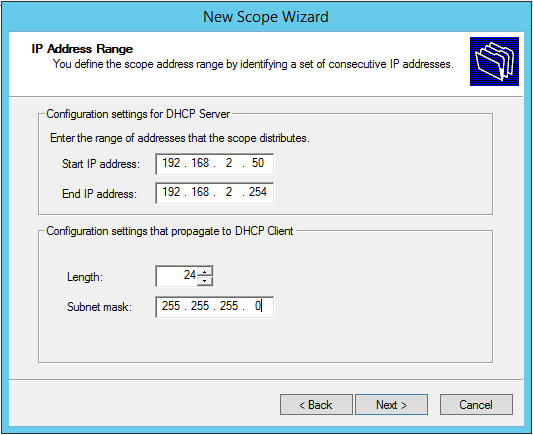 New Scope Wizard
IP Address Range
You define the scope address range by identifying a set of consecutive IP addresses.
Configuration settings for DHCP Server
Enter the range of addresses that the scope distributes.
Start IP address: 192 . 168 . 2 . 50
End IP address: 192 . 168 . 2 . 254
Configuration settings that propagate to DHCP Client
Length: 24
Subnet mask: 255 . 255 . 255 . 0
< Back Next > Cancel